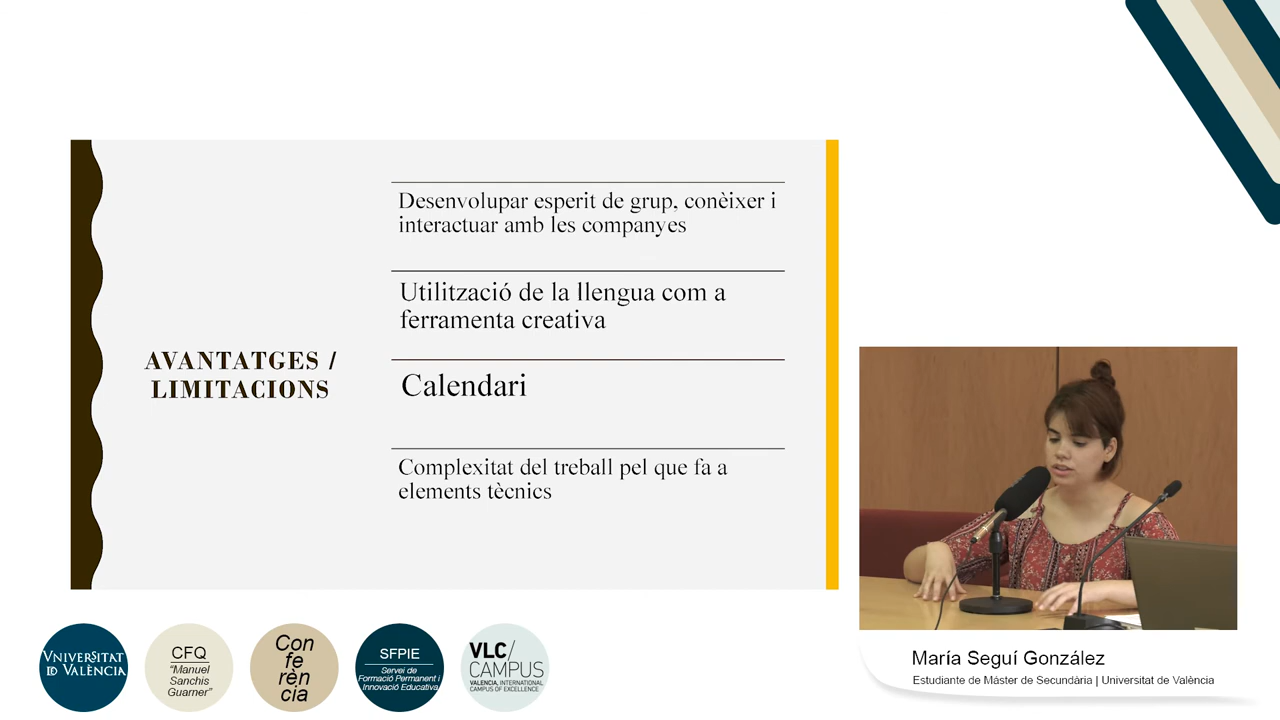 AVANTATGES /
LIMITACIONS
Desenvolupar esperit de grup, conèixer i
interactuar amb les companyes
Utilització de la llengua com a
ferramenta creativa
Calendari
Complexitat del treball pel que fa a
elements tècnics
VNIVERSITAT
ID VALÈNCIA
CFQ
"Manuel
Sanchis
Guarner"
Con
fe
rèn
cia
SFPIE
Servei de
Formació Permanent i
Innovació Educativa
VLC/
CAMPUS
VALENCIA, INTERNATIONAL
CAMPUS OF EXCELLENCE
María Seguí González
Estudiante de Máster de Secundària | Universitat de València